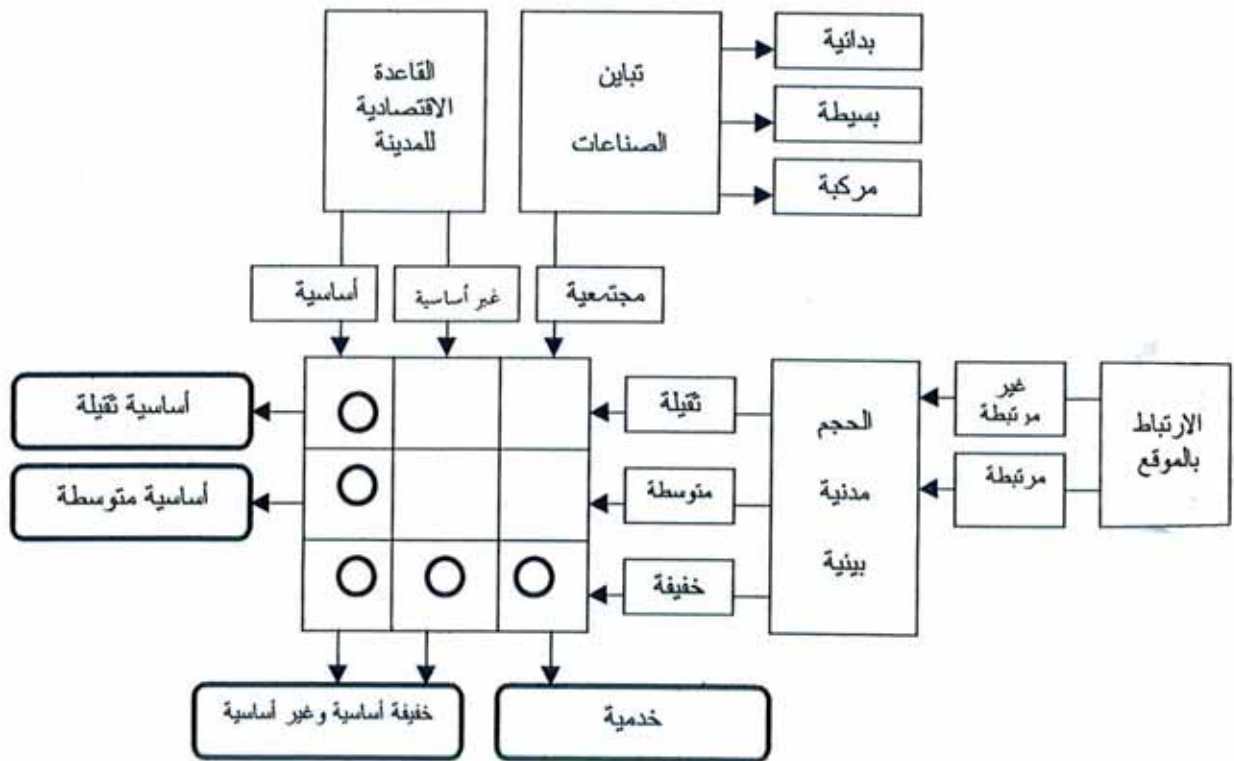 القاعدة
الاقتصادية
للمدينة
تباين
الصناعات
بدائية
بسيطة
مركبة
أساسية
غير أساسية
مجتمعية
أساسية ثقيلة
أساسية متوسطة
ثقيلة
متوسطة
خفيفة
الحجم
مدنية
بينية
غير
مرتبطة
مرتبطة
الارتباط
بالموقع
خفيفة أساسية وغير أساسية
خدمية